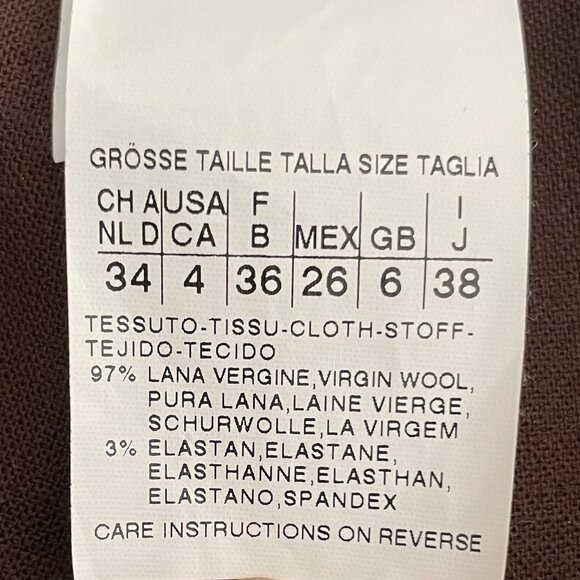 GRÖSSE TAILLE TALLA SIZE TAGLIA
CH A USA F I
NL D CA B MEX GB J
34 4 36 26 6 38
TESSUTO-TISSU-CLOTH-STOFF-
TEJIDO-TECIDO
97% LANA VERGINE,VIRGIN WOOL,
PURA LANA,LAINE VIERGE,
SCHURWOLLE,LA VIRGEM
3% ELASTAN,ELASTANE,
ELASTHANNE,ELASTHAN,
ELASTANO,SPANDEX
CARE INSTRUCTIONS ON REVERSE